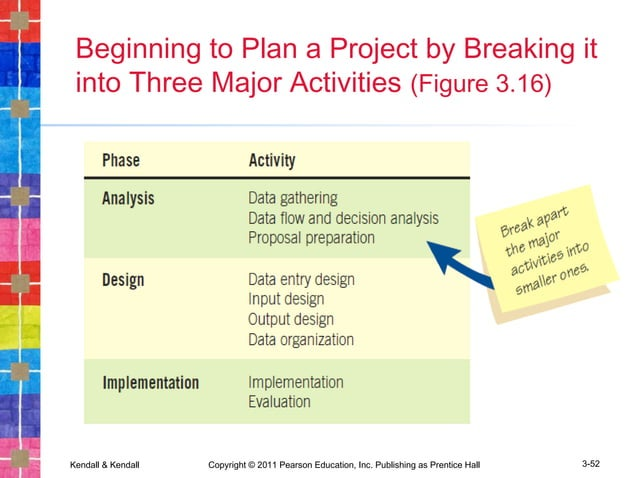 Beginning to Plan a Project by Breaking it
into Three Major Activities (Figure 3.16)
Phase Activity
Analysis Data gathering
Data flow and decision analysis
Proposal preparation
Break apart
the major
activities into
smaller ones.
Design Data entry design
Input design
Output design
Data organization
Implementation Implementation
Evaluation
Kendall & Kendall Copyright © 2011 Pearson Education, Inc. Publishing as Prentice Hall 3-52